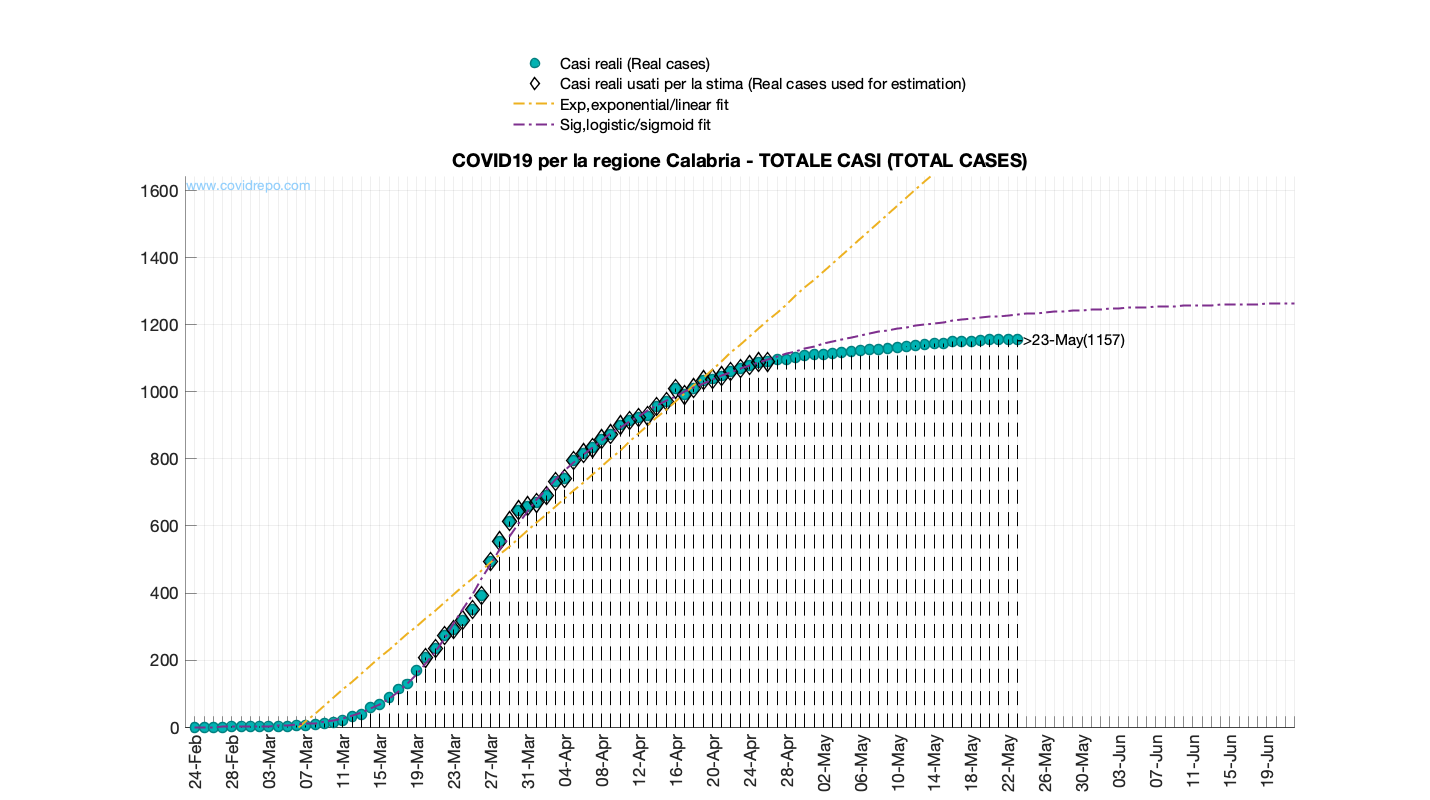 Casi reali (Real cases)
Casi reali usati per la stima (Real cases used for estimation)
Exp,exponential/linear fit
Sig,logistic/sigmoid fit
COVID19 per la regione Calabria - TOTALE CASI (TOTAL CASES)
www.covidrepo.com
1600
1400
1200
1000
800
600
400
200
0
->23-May(1157)
24-Feb
28-Feb
03-Mar
07-Mar
11-Mar
15-Mar
19-Mar
23-Mar
27-Mar
31-Mar
04-Apr
08-Apr
12-Apr
16-Apr
20-Apr
24-Apr
28-Apr
02-May
06-May
10-May
14-May
18-May
22-May
26-May
30-May
03-Jun
07-Jun
11-Jun
15-Jun
19-Jun